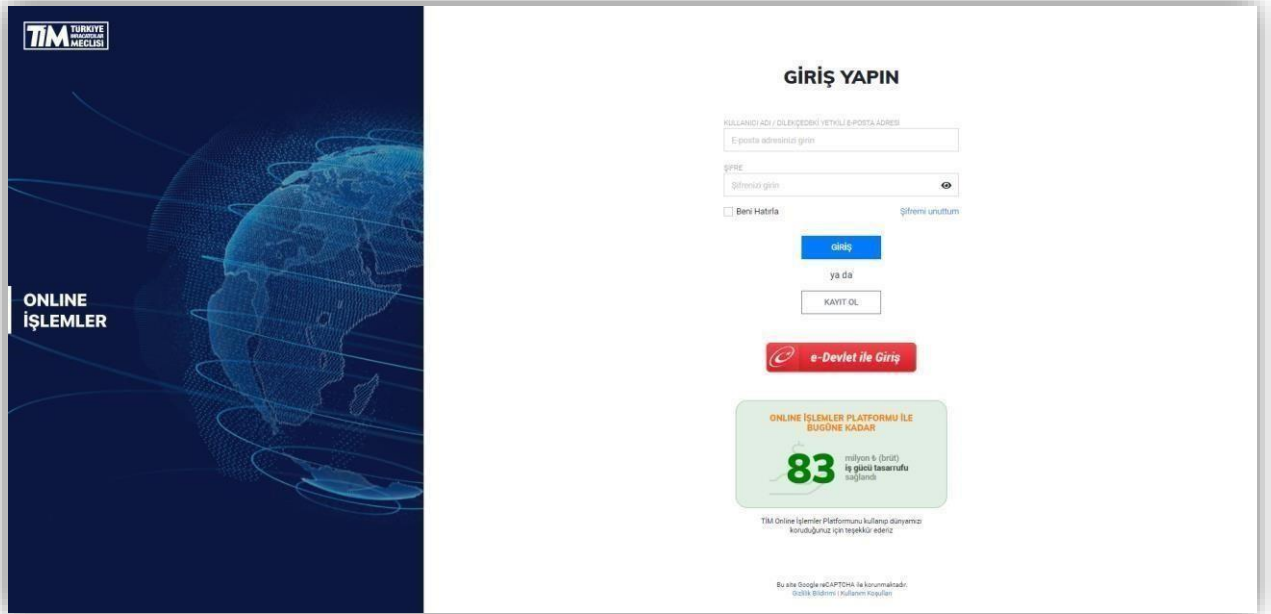 TİM TÜRKİYE
İHRACATÇILAR
MECLİSİ
ONLINE
İŞLEMLER
GİRİŞ YAPIN
KULLANICI ADI / DİLEKÇEDEKİ YETKİLİ E-POSTA ADRESİ
E-posta adresinizi girin
ŞİFRE
Şifrenizi girin
Beni Hatırla
Şifremi unuttum
GİRİŞ
ya da
KAYIT OL
e-Devlet ile Giriş
ONLINE İŞLEMLER PLATFORMU İLE
BUGÜNE KADAR
83
milyon ₺ (brüt)
iş gücü tasarrufu
sağlandı
TİM Online İşlemler Platformunu kullanıp dünyamızı
koruduğunuz için teşekkür ederiz
Bu site Google reCAPTCHA ile korunmaktadır.
Gizlilik Bildirimi | Kullanım Koşulları